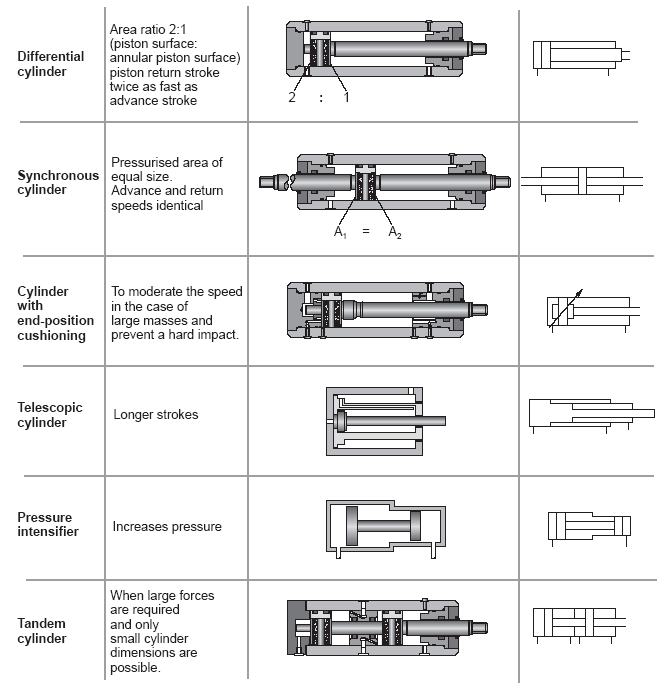 Differential
cylinder
Area ratio 2:1
(piston surface:
annular piston surface)
piston return stroke
twice as fast as
advance stroke
2 : 1
Synchronous
cylinder
Pressurised area of
equal size.
Advance and return
speeds identical
A1 = A2
Cylinder
with
end-position
cushioning
To moderate the speed
in the case of
large masses and
prevent a hard impact.
Telescopic
cylinder
Longer strokes
Pressure
intensifier
Increases pressure
Tandem
cylinder
When large forces
are required
and only
small cylinder
dimensions are
possible.